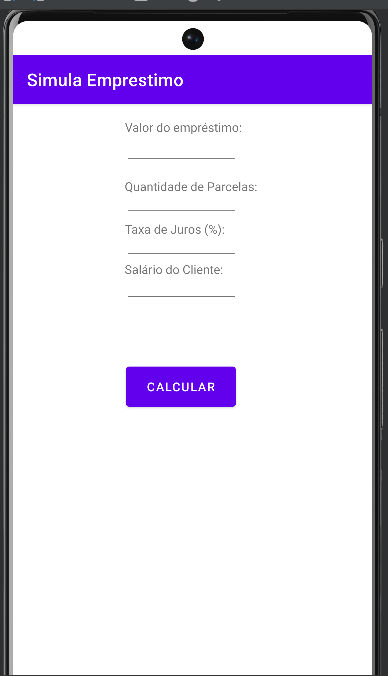 Simula Emprestimo
Valor do empréstimo:
Quantidade de Parcelas:
Taxa de Juros (%):
Salário do Cliente:
CALCULAR